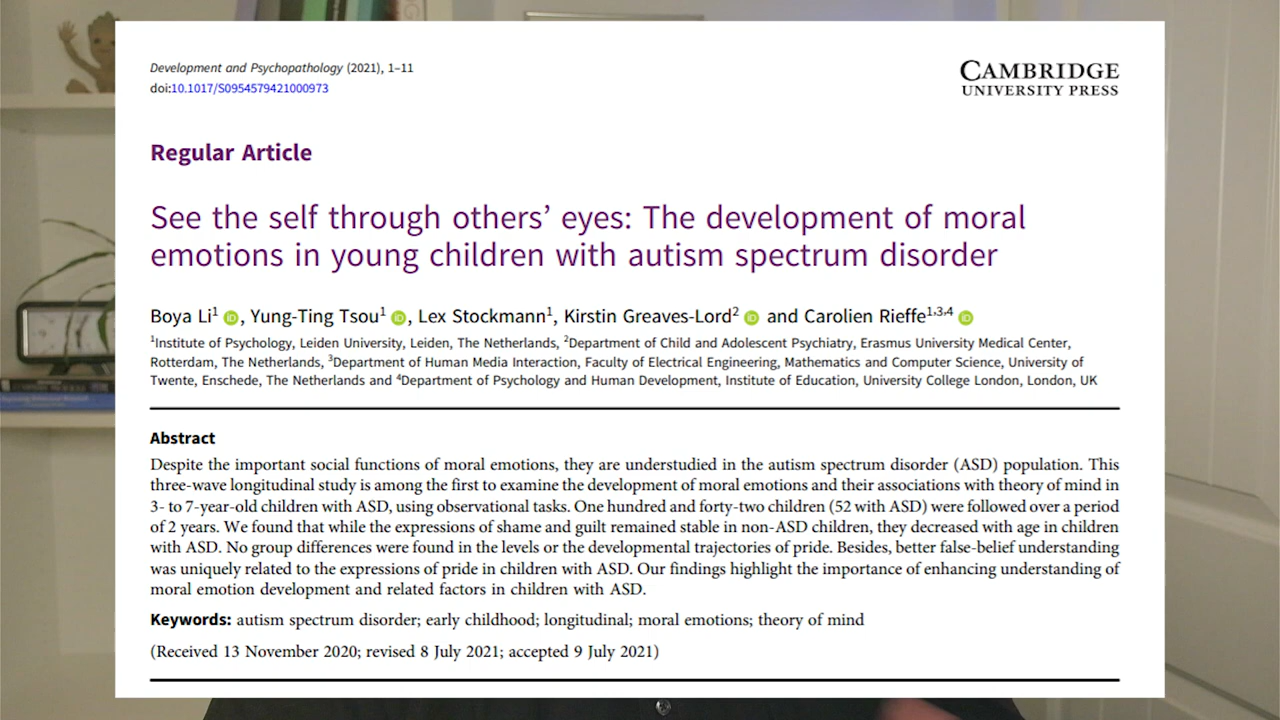 Development and Psychopathology (2021), 1–11
doi:10.1017/S0954579421000973
CAMBRIDGE
UNIVERSITY PRESS
Regular Article
See the self through others’ eyes: The development of moral
emotions in young children with autism spectrum disorder
Boya Li1, Yung-Ting Tsou1, Lex Stockmann1, Kirstin Greaves-Lord2 and Carolien Rieffe1,3,4
1Institute of Psychology, Leiden University, Leiden, The Netherlands, 2Department of Child and Adolescent Psychiatry, Erasmus University Medical Center,
Rotterdam, The Netherlands, 3Department of Human Media Interaction, Faculty of Electrical Engineering, Mathematics and Computer Science, University of
Twente, Enschede, The Netherlands and 4Department of Psychology and Human Development, Institute of Education, University College London, London, UK
Abstract
Despite the important social functions of moral emotions, they are understudied in the autism spectrum disorder (ASD) population. This
three-wave longitudinal study is among the first to examine the development of moral emotions and their associations with theory of mind in
3- to 7-year-old children with ASD, using observational tasks. One hundred and forty-two children (52 with ASD) were followed over a period
of 2 years. We found that while the expressions of shame and guilt remained stable in non-ASD children, they decreased with age in children
with ASD. No group differences were found in the levels or the developmental trajectories of pride. Besides, better false-belief understanding
was uniquely related to the expressions of pride in children with ASD. Our findings highlight the importance of enhancing understanding of
moral emotion development and related factors in children with ASD.
Keywords: autism spectrum disorder; early childhood; longitudinal; moral emotions; theory of mind
(Received 13 November 2020; revised 8 July 2021; accepted 9 July 2021)